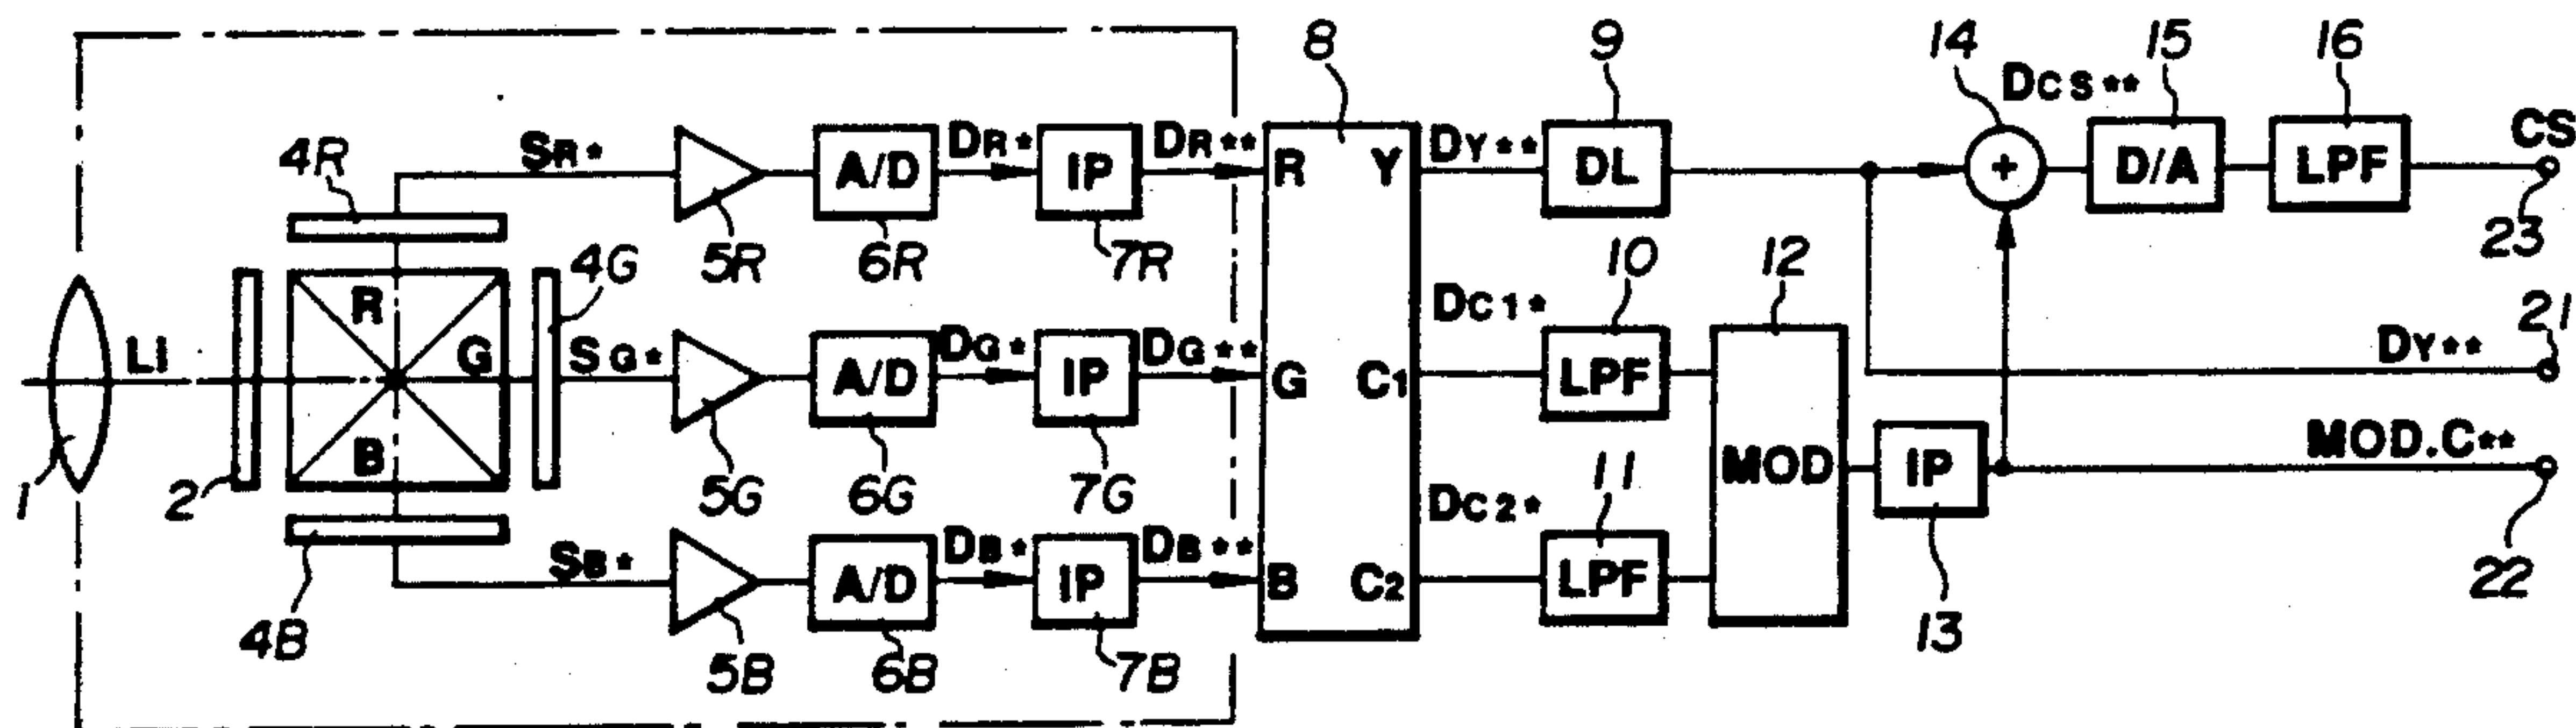 8
9
14
15
16
DCS**
CS
4R
SR*
A/D
DR*
IP
DR**
R
Y
DY**
DL
+
D/A
LPF
23
5R
6R
7R
4G
10
12
21
R
LI
G
SG*
A/D
DG*
IP
DG**
G
C1
DC1*
LPF
DY**
B
MOD
IP
MOD.C**
1
2
5G
6G
7G
DC2*
11
13
22
4B
SB*
A/D
DB*
IP
DB**
B
C2
LPF
5B
6B
7B